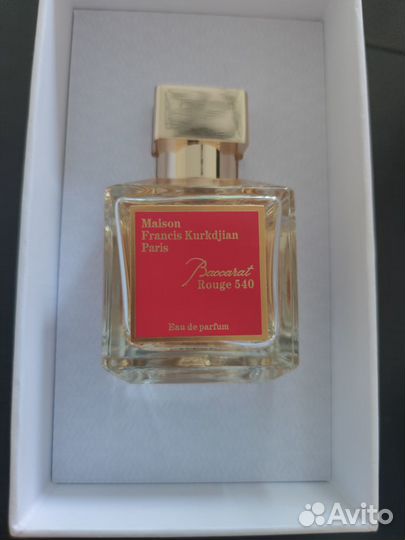 Maison
Francis Kurkdjian
Paris
Baccarat
Rouge 540
Eau de parfum
Avito